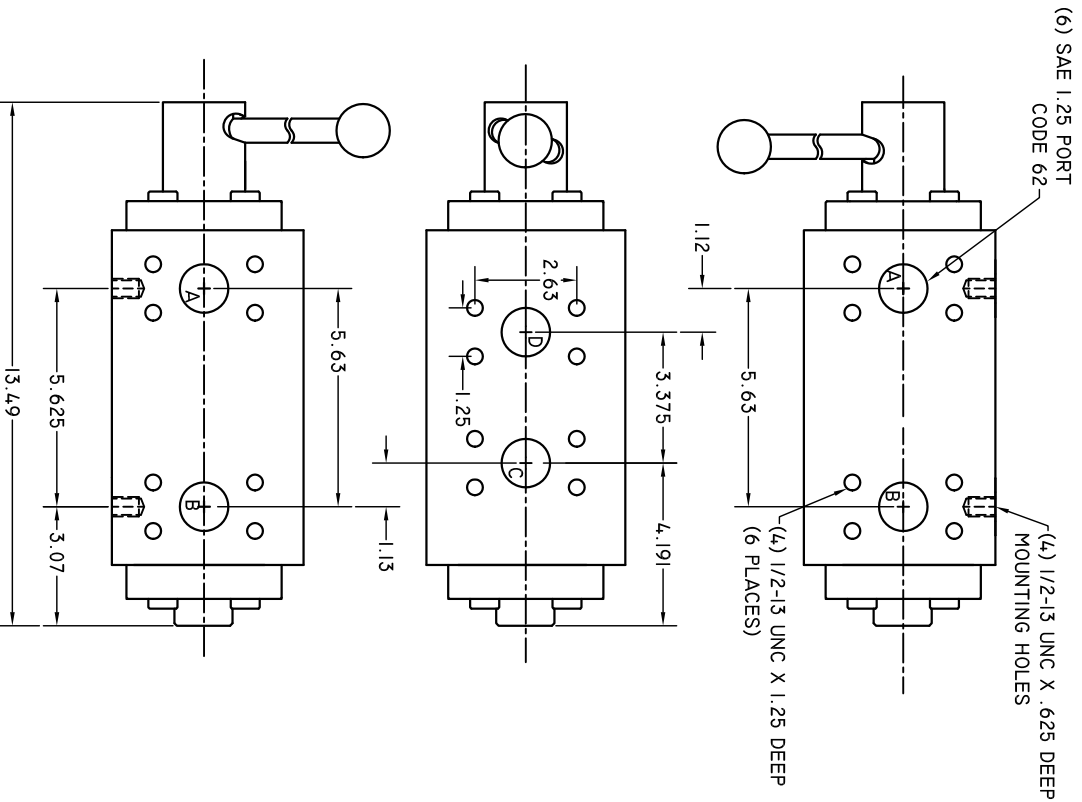 (6) SAE 1.25 PORT
CODE 62
(4) 1/2-13 UNC X .625 DEEP
MOUNTING HOLES
A
B
5.63
(4) 1/2-13 UNC X 1.25 DEEP
(6 PLACES)
1.12
3.375
4.191
2.63
D
C
1.25
1.13
5.63
A
B
5.625
3.07
13.49